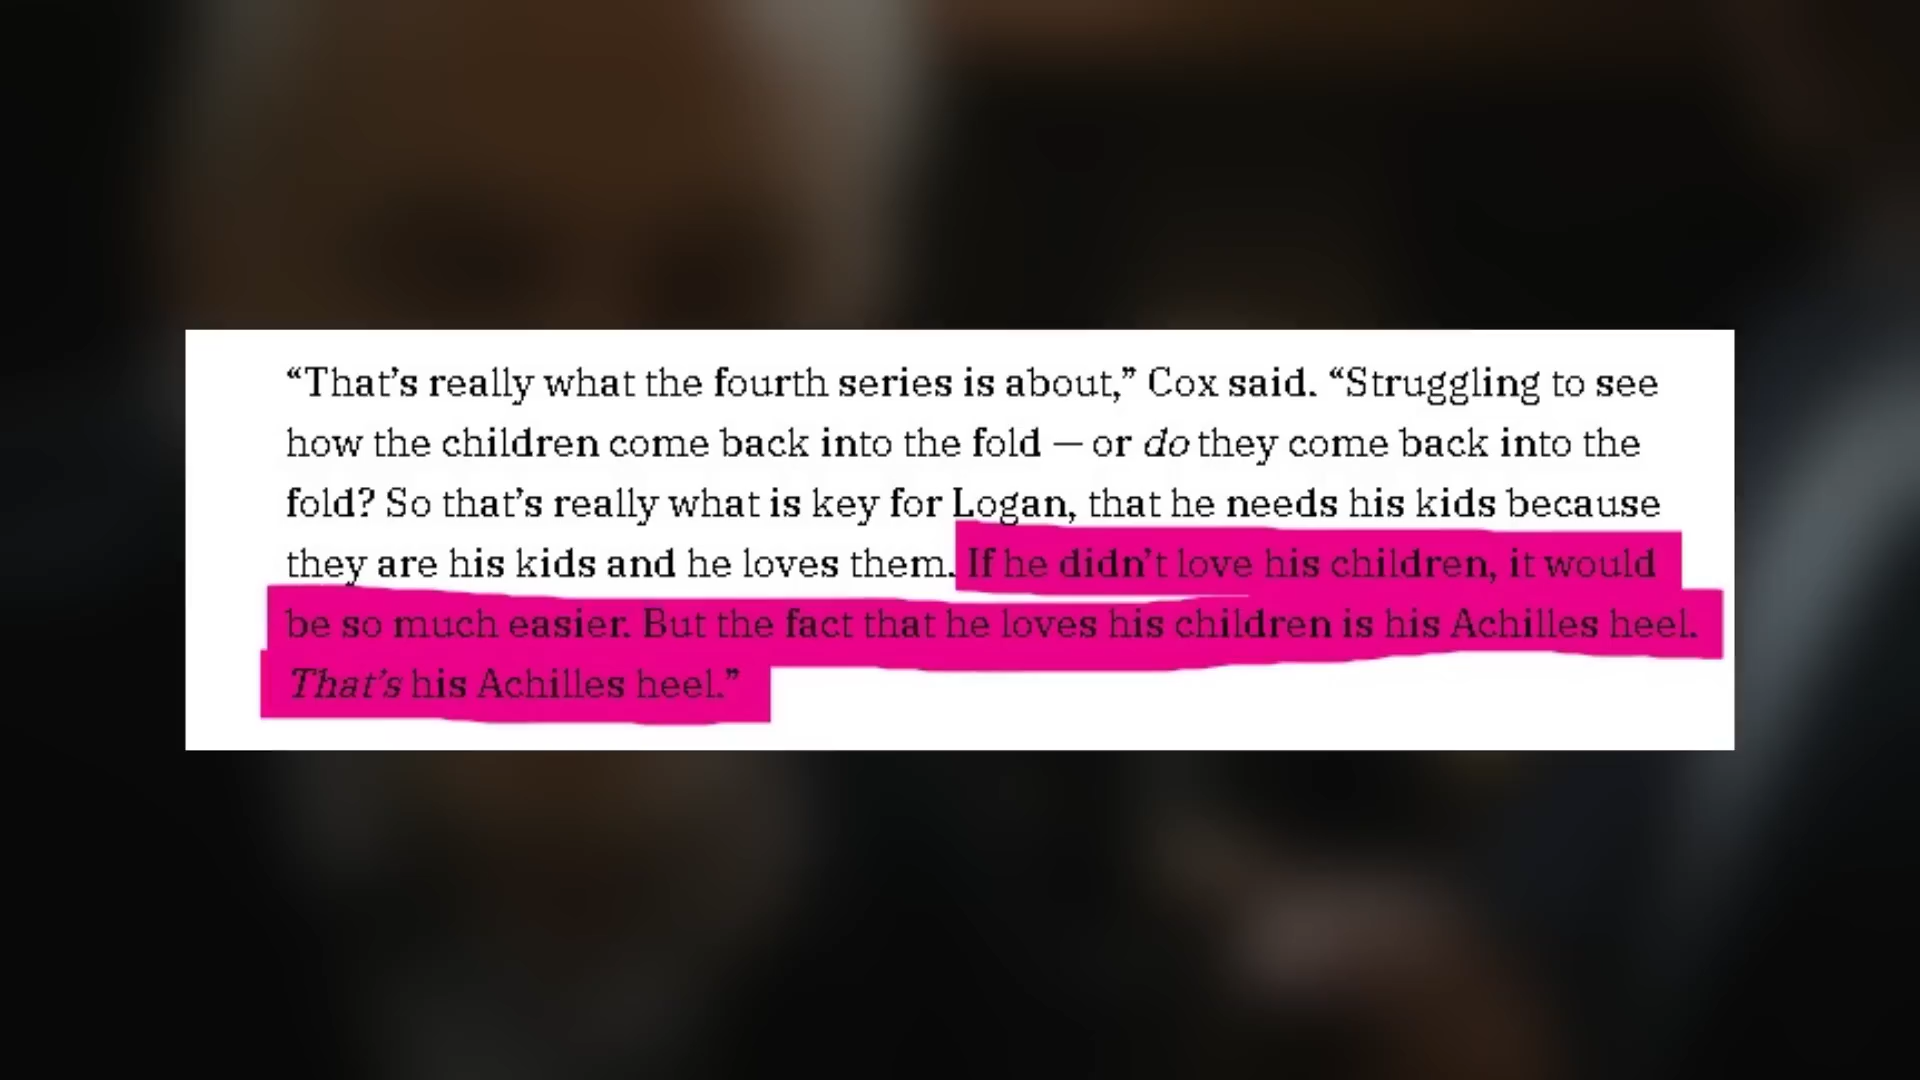 “That’s really what the fourth series is about,” Cox said. “Struggling to see
how the children come back into the fold — or do they come back into the
fold? So that’s really what is key for Logan, that he needs his kids because
they are his kids and he loves them. If he didn’t love his children, it would
be so much easier. But the fact that he loves his children is his Achilles heel.
That’s his Achilles heel.”